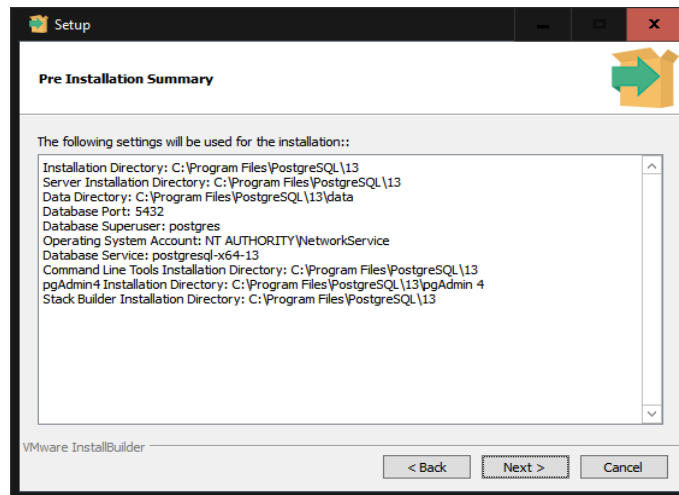 Setup
Pre Installation Summary
The following settings will be used for the installation::
Installation Directory: C:\Program Files\PostgreSQL\13
Server Installation Directory: C:\Program Files\PostgreSQL\13
Data Directory: C:\Program Files\PostgreSQL\13\data
Database Port: 5432
Database Superuser: postgres
Operating System Account: NT AUTHORITY\NetworkService
Database Service: postgresql-x64-13
Command Line Tools Installation Directory: C:\Program Files\PostgreSQL\13
pgAdmin4 Installation Directory: C:\Program Files\PostgreSQL\13\pgAdmin 4
Stack Builder Installation Directory: C:\Program Files\PostgreSQL\13
VMware InstallBuilder
< Back Next > Cancel